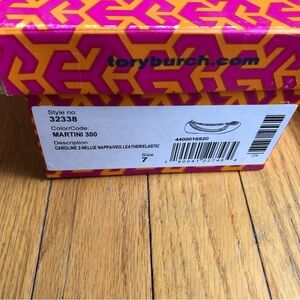 toryburch.com
Style no:
32338
Color/Code:
MARTINI 300
Description:
CAROLINE 2-NELLIE NAPPA/VEG LEATHER/ELASTIC
Size
7
4400016920